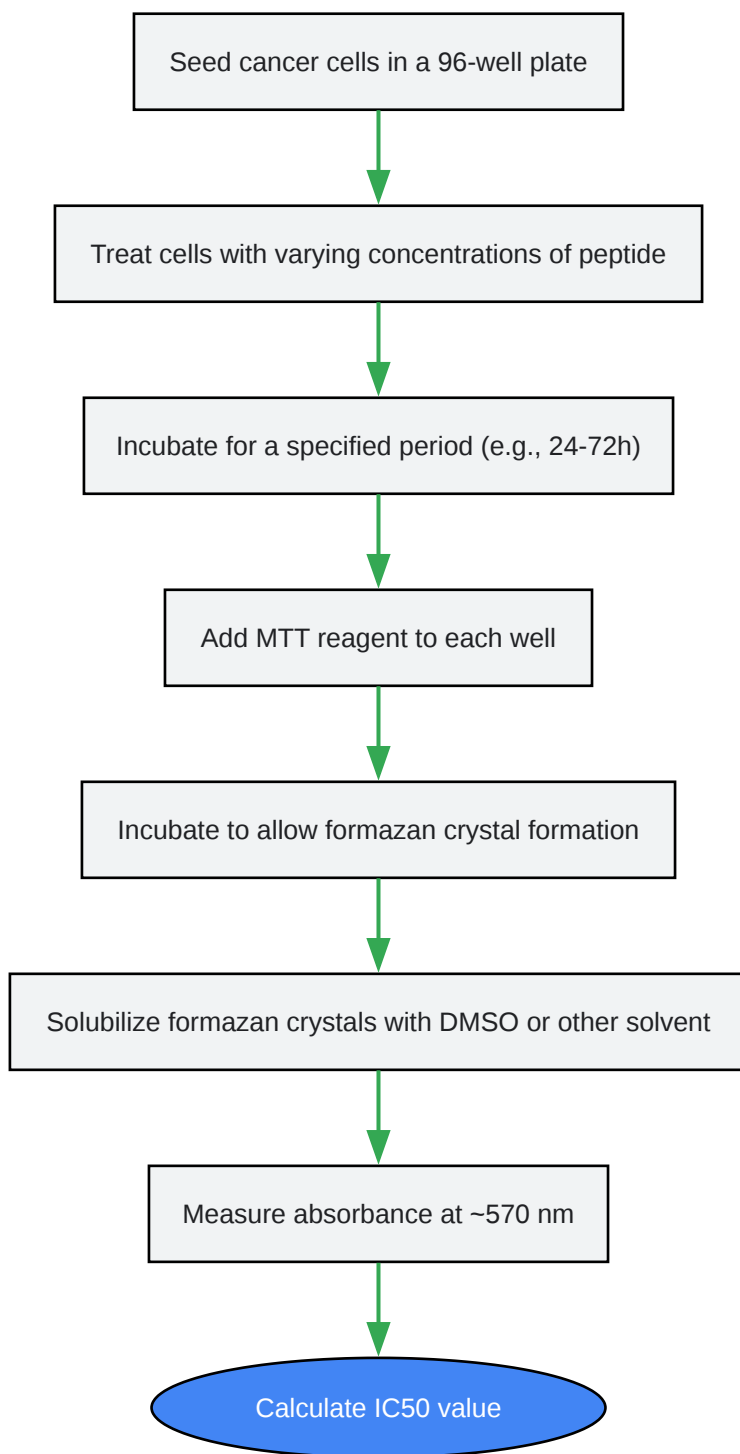 Seed cancer cells in a 96-well plate
Treat cells with varying concentrations of peptide
Incubate for a specified period (e.g., 24-72h)
Add MTT reagent to each well
Incubate to allow formazan crystal formation
Solubilize formazan crystals with DMSO or other solvent
Measure absorbance at ~570 nm
Calculate IC50 value